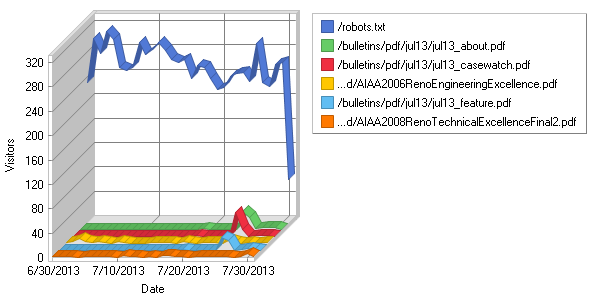 /robots.txt
/bulletins/pdf/jul13/jul13_about.pdf
/bulletins/pdf/jul13/jul13_casewatch.pdf
...d/AIAA2006RenoEngineeringExcellence.pdf
/bulletins/pdf/jul13/jul13_feature.pdf
...d/AIAA2008RenoTechnicalExcellenceFinal2.pdf
Visitors
320
280
240
200
160
120
80
40
0
6/30/2013 7/10/2013 7/20/2013 7/30/2013
Date